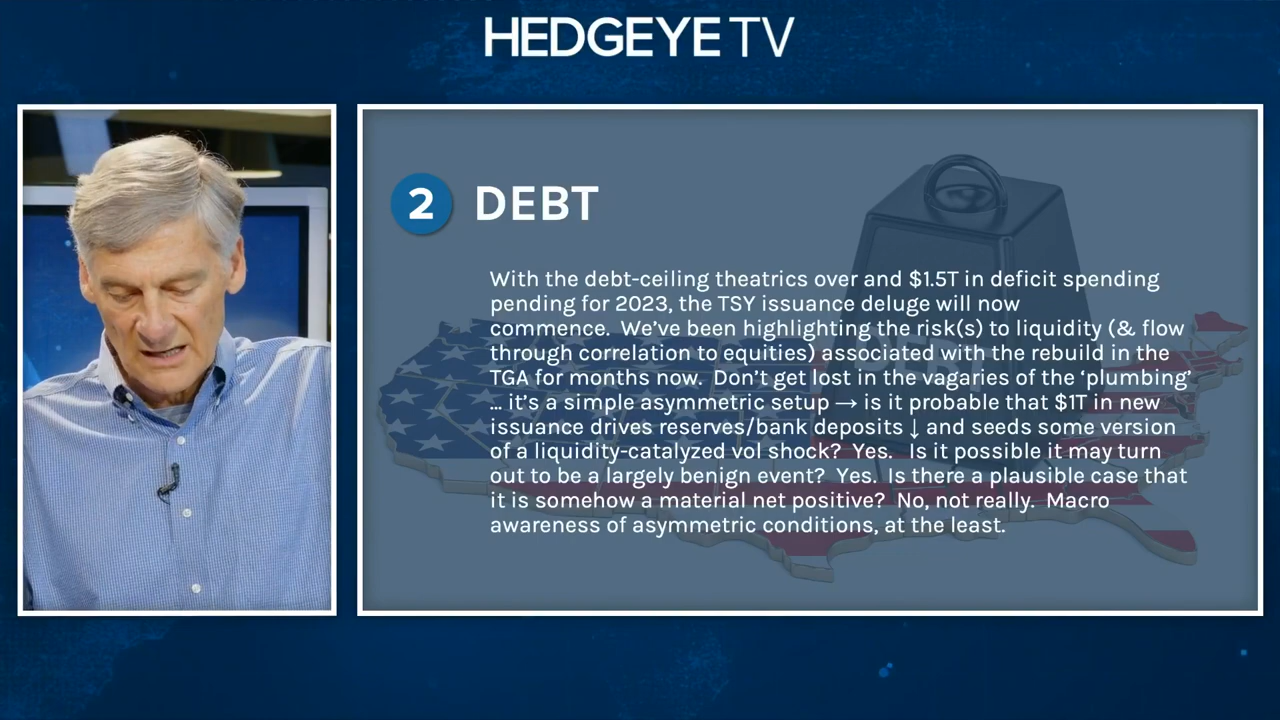 HEDGEYE TV
2 DEBT
With the debt-ceiling theatrics over and $1.5T in deficit spending
pending for 2023, the TSY issuance deluge will now
commence.  We've been highlighting the risk(s) to liquidity (& flow
through correlation to equities) associated with the rebuild in the
TGA for months now.  Don't get lost in the vagaries of the ‘plumbing’
… it's a simple asymmetric setup → is it probable that $1T in new
issuance drives reserves/bank deposits ↓ and seeds some version
of a liquidity-catalyzed vol shock?  Yes.   Is it possible it may turn
out to be a largely benign event?  Yes.  Is there a plausible case that
it is somehow a material net positive?  No, not really.  Macro
awareness of asymmetric conditions, at the least.